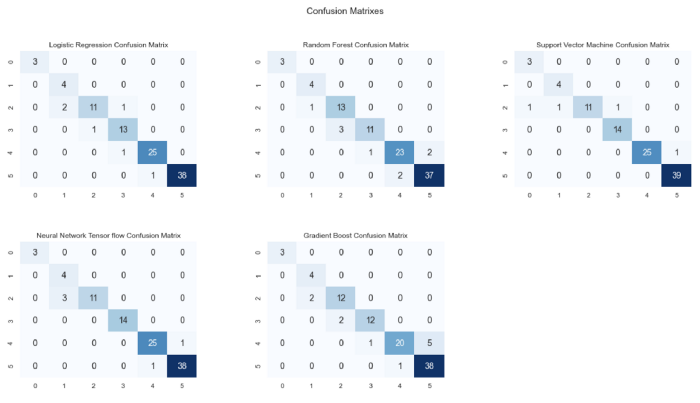 Confusion Matrixes
Logistic Regression Confusion Matrix
0 3 0 0 0 0 0
1 0 4 0 0 0 0
2 0 2 11 1 0 0
3 0 0 1 13 0 0
4 0 0 0 1 25 0
5 0 0 0 0 1 38
0 1 2 3 4 5
Random Forest Confusion Matrix
0 3 0 0 0 0 0
1 0 4 0 0 0 0
2 0 1 13 0 0 0
3 0 0 3 11 0 0
4 0 0 0 1 23 2
5 0 0 0 0 2 37
0 1 2 3 4 5
Support Vector Machine Confusion Matrix
0 3 0 0 0 0 0
1 0 4 0 0 0 0
2 1 1 11 1 0 0
3 0 0 0 14 0 0
4 0 0 0 0 25 1
5 0 0 0 0 0 39
0 1 2 3 4 5
Neural Network Tensor flow Confusion Matrix
0 3 0 0 0 0 0
1 0 4 0 0 0 0
2 0 3 11 0 0 0
3 0 0 0 14 0 0
4 0 0 0 0 25 1
5 0 0 0 0 1 38
0 1 2 3 4 5
Gradient Boost Confusion Matrix
0 3 0 0 0 0 0
1 0 4 0 0 0 0
2 0 2 12 0 0 0
3 0 0 2 12 0 0
4 0 0 0 1 20 5
5 0 0 0 0 1 38
0 1 2 3 4 5